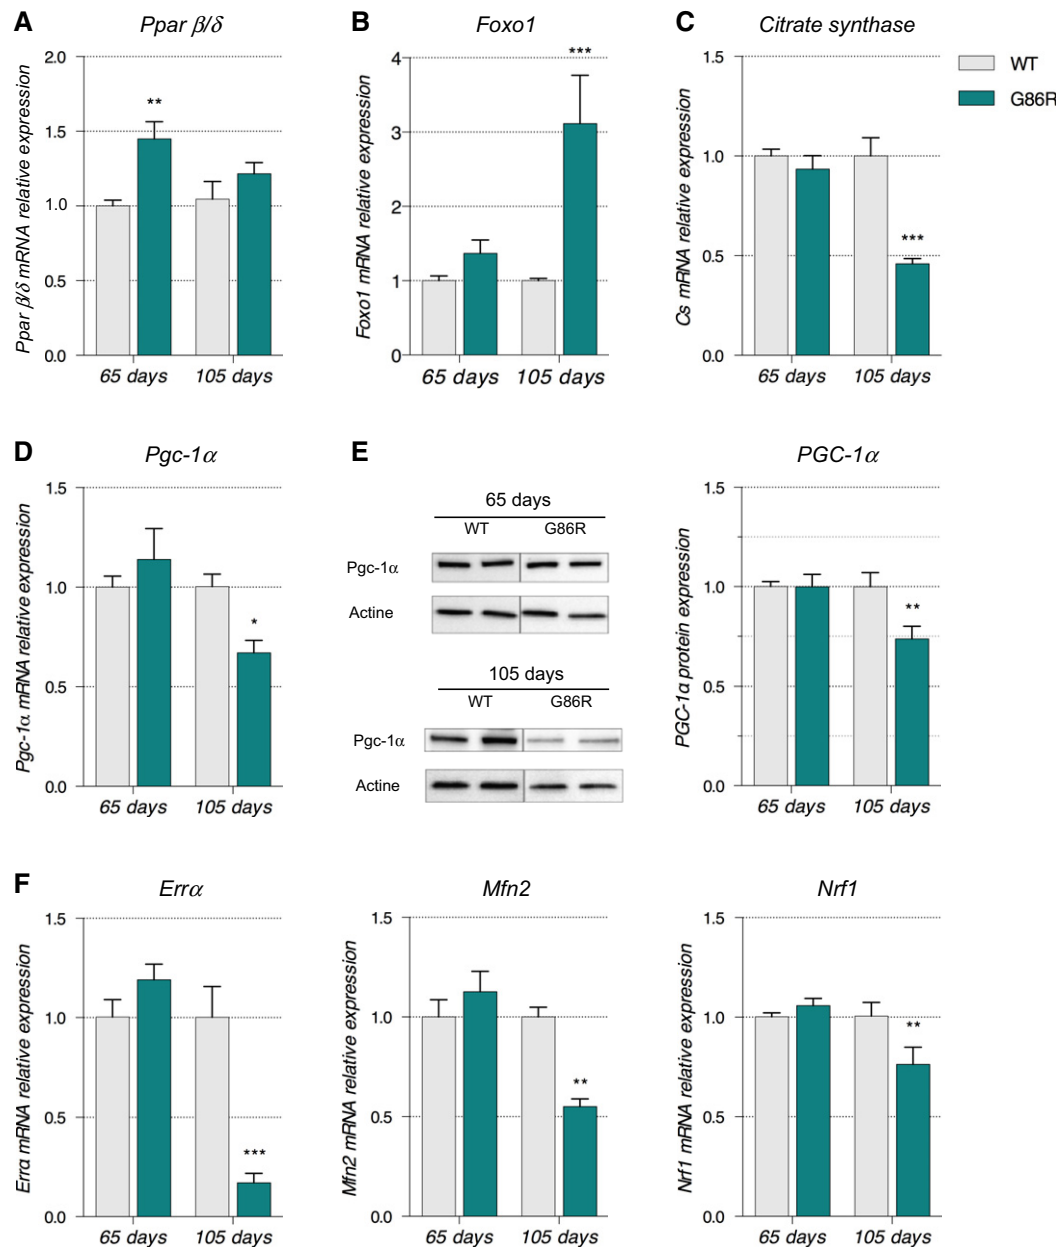 A
Ppar β/δ
Ppar β/δ mRNA relative expression
2.0
1.5
1.0
0.5
0.0
**
65 days
105 days
B
Foxo1
Foxo1 mRNA relative expression
4
3
2
1
0
***
65 days
105 days
C
Citrate synthase
Cs mRNA relative expression
1.5
1.0
0.5
0.0
***
65 days
105 days
WT
G86R
D
Pgc-1α
Pgc-1α mRNA relative expression
1.5
1.0
0.5
0.0
*
65 days
105 days
E
65 days
WT G86R
Pgc-1α
Actine
105 days
WT G86R
Pgc-1α
Actine
PGC-1α
PGC-1α protein expression
1.5
1.0
0.5
0.0
**
65 days
105 days
F
Errα
Errα mRNA relative expression
1.5
1.0
0.5
0.0
***
65 days
105 days
Mfn2
Mfn2 mRNA relative expression
1.5
1.0
0.5
0.0
**
65 days
105 days
Nrf1
Nrf1 mRNA relative expression
1.5
1.0
0.5
0.0
**
65 days
105 days